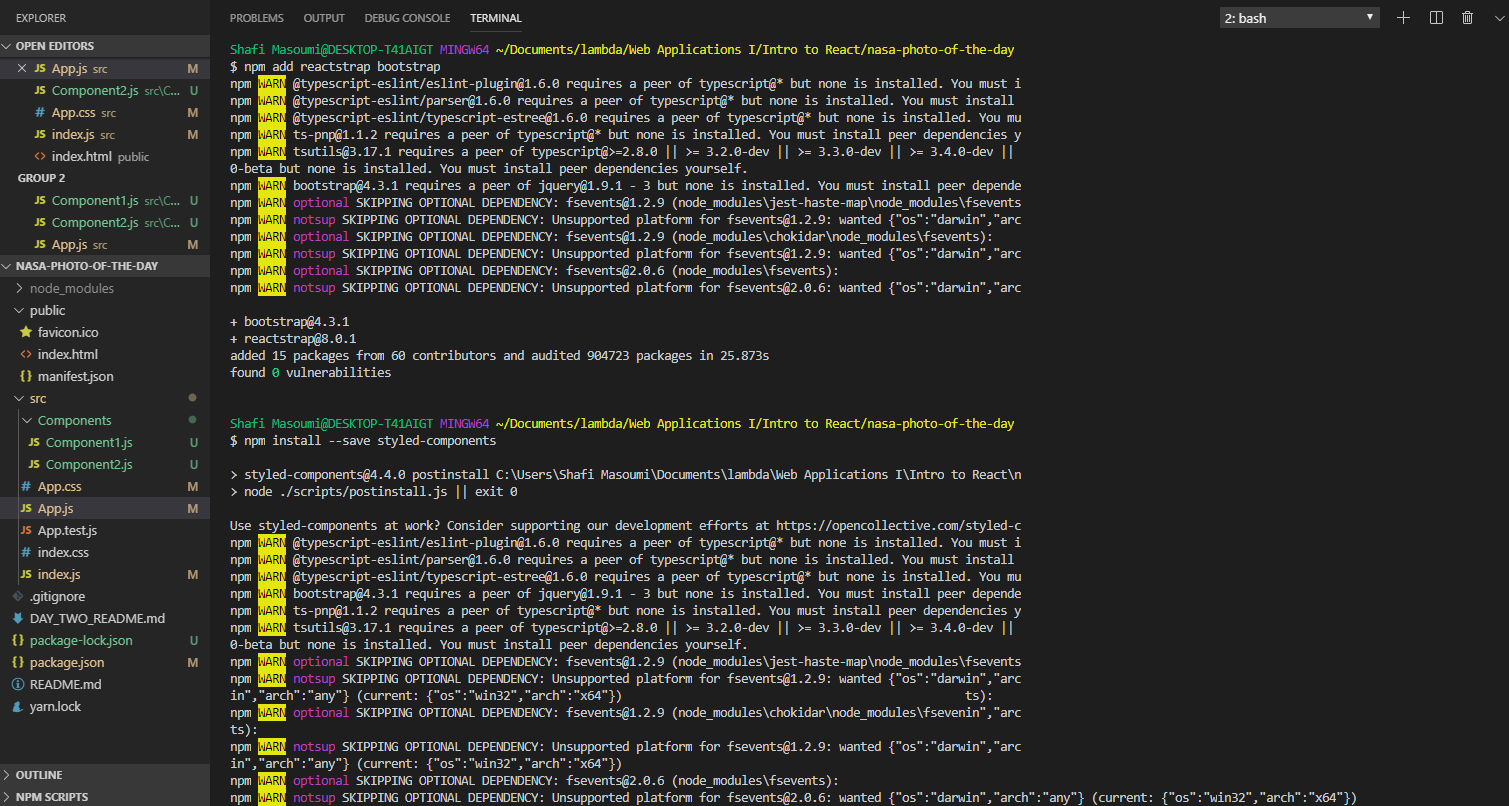 EXPLORER
OPEN EDITORS
JS App.js src M
JS Component2.js src\C... U
# App.css src M
JS index.js src M
<> index.html public
GROUP 2
JS Component1.js src\C... U
JS Component2.js src\C... U
JS App.js src M
NASA-PHOTO-OF-THE-DAY
node_modules
public
favicon.ico
<> index.html
{} manifest.json
src
Components
JS Component1.js U
JS Component2.js U
# App.css M
JS App.js M
JS App.test.js
# index.css
JS index.js M
.gitignore
DAY_TWO_README.md
{} package-lock.json U
{} package.json M
README.md
yarn.lock
OUTLINE
NPM SCRIPTS
PROBLEMS OUTPUT DEBUG CONSOLE TERMINAL 2: bash
Shafi Masoumi@DESKTOP-T41AIGT MINGW64 ~/Documents/lambda/Web Applications I/Intro to React/nasa-photo-of-the-day
$ npm add reactstrap bootstrap
npm WARN @typescript-eslint/eslint-plugin@1.6.0 requires a peer of typescript@* but none is installed. You must i
npm WARN @typescript-eslint/parser@1.6.0 requires a peer of typescript@* but none is installed. You must install
npm WARN @typescript-eslint/typescript-estree@1.6.0 requires a peer of typescript@* but none is installed. You mu
npm WARN ts-pnp@1.1.2 requires a peer of typescript@* but none is installed. You must install peer dependencies y
npm WARN tsutils@3.17.1 requires a peer of typescript@>=2.8.0 || >= 3.2.0-dev || >= 3.3.0-dev || >= 3.4.0-dev ||
0-beta but none is installed. You must install peer dependencies yourself.
npm WARN bootstrap@4.3.1 requires a peer of jquery@1.9.1 - 3 but none is installed. You must install peer depende
npm WARN optional SKIPPING OPTIONAL DEPENDENCY: fsevents@1.2.9 (node_modules\jest-haste-map\node_modules\fsevents
npm WARN notsup SKIPPING OPTIONAL DEPENDENCY: Unsupported platform for fsevents@1.2.9: wanted {"os":"darwin","arc
npm WARN optional SKIPPING OPTIONAL DEPENDENCY: fsevents@1.2.9 (node_modules\chokidar\node_modules\fsevents):
npm WARN notsup SKIPPING OPTIONAL DEPENDENCY: Unsupported platform for fsevents@1.2.9: wanted {"os":"darwin","arc
npm WARN optional SKIPPING OPTIONAL DEPENDENCY: fsevents@2.0.6 (node_modules\fsevents):
npm WARN notsup SKIPPING OPTIONAL DEPENDENCY: Unsupported platform for fsevents@2.0.6: wanted {"os":"darwin","arc
+ bootstrap@4.3.1
+ reactstrap@8.0.1
added 15 packages from 60 contributors and audited 904723 packages in 25.873s
found 0 vulnerabilities
Shafi Masoumi@DESKTOP-T41AIGT MINGW64 ~/Documents/lambda/Web Applications I/Intro to React/nasa-photo-of-the-day
$ npm install --save styled-components
> styled-components@4.4.0 postinstall C:\Users\Shafi Masoumi\Documents\lambda\Web Applications I\Intro to React\n
> node ./scripts/postinstall.js || exit 0
Use styled-components at work? Consider supporting our development efforts at https://opencollective.com/styled-c
npm WARN @typescript-eslint/eslint-plugin@1.6.0 requires a peer of typescript@* but none is installed. You must i
npm WARN @typescript-eslint/parser@1.6.0 requires a peer of typescript@* but none is installed. You must install
npm WARN @typescript-eslint/typescript-estree@1.6.0 requires a peer of typescript@* but none is installed. You mu
npm WARN bootstrap@4.3.1 requires a peer of jquery@1.9.1 - 3 but none is installed. You must install peer depende
npm WARN ts-pnp@1.1.2 requires a peer of typescript@* but none is installed. You must install peer dependencies y
npm WARN tsutils@3.17.1 requires a peer of typescript@>=2.8.0 || >= 3.2.0-dev || >= 3.3.0-dev || >= 3.4.0-dev ||
0-beta but none is installed. You must install peer dependencies yourself.
npm WARN optional SKIPPING OPTIONAL DEPENDENCY: fsevents@1.2.9 (node_modules\jest-haste-map\node_modules\fsevents
npm WARN notsup SKIPPING OPTIONAL DEPENDENCY: Unsupported platform for fsevents@1.2.9: wanted {"os":"darwin","arc
in","arch":"any"} (current: {"os":"win32","arch":"x64"}) ts):
npm WARN optional SKIPPING OPTIONAL DEPENDENCY: fsevents@1.2.9 (node_modules\chokidar\node_modules\fsevenin","arc
ts):
npm WARN notsup SKIPPING OPTIONAL DEPENDENCY: Unsupported platform for fsevents@1.2.9: wanted {"os":"darwin","arc
in","arch":"any"} (current: {"os":"win32","arch":"x64"})
npm WARN optional SKIPPING OPTIONAL DEPENDENCY: fsevents@2.0.6 (node_modules\fsevents):
npm WARN notsup SKIPPING OPTIONAL DEPENDENCY: Unsupported platform for fsevents@2.0.6: wanted {"os":"darwin","arch":"any"} (current: {"os":"win32","arch":"x64"})